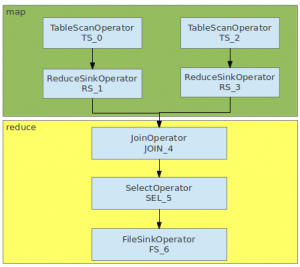 map
TableScanOperator
TS_0
TableScanOperator
TS_2
ReduceSinkOperator
RS_1
ReduceSinkOperator
RS_3
reduce
JoinOperator
JOIN_4
SelectOperator
SEL_5
FileSinkOperator
FS_6